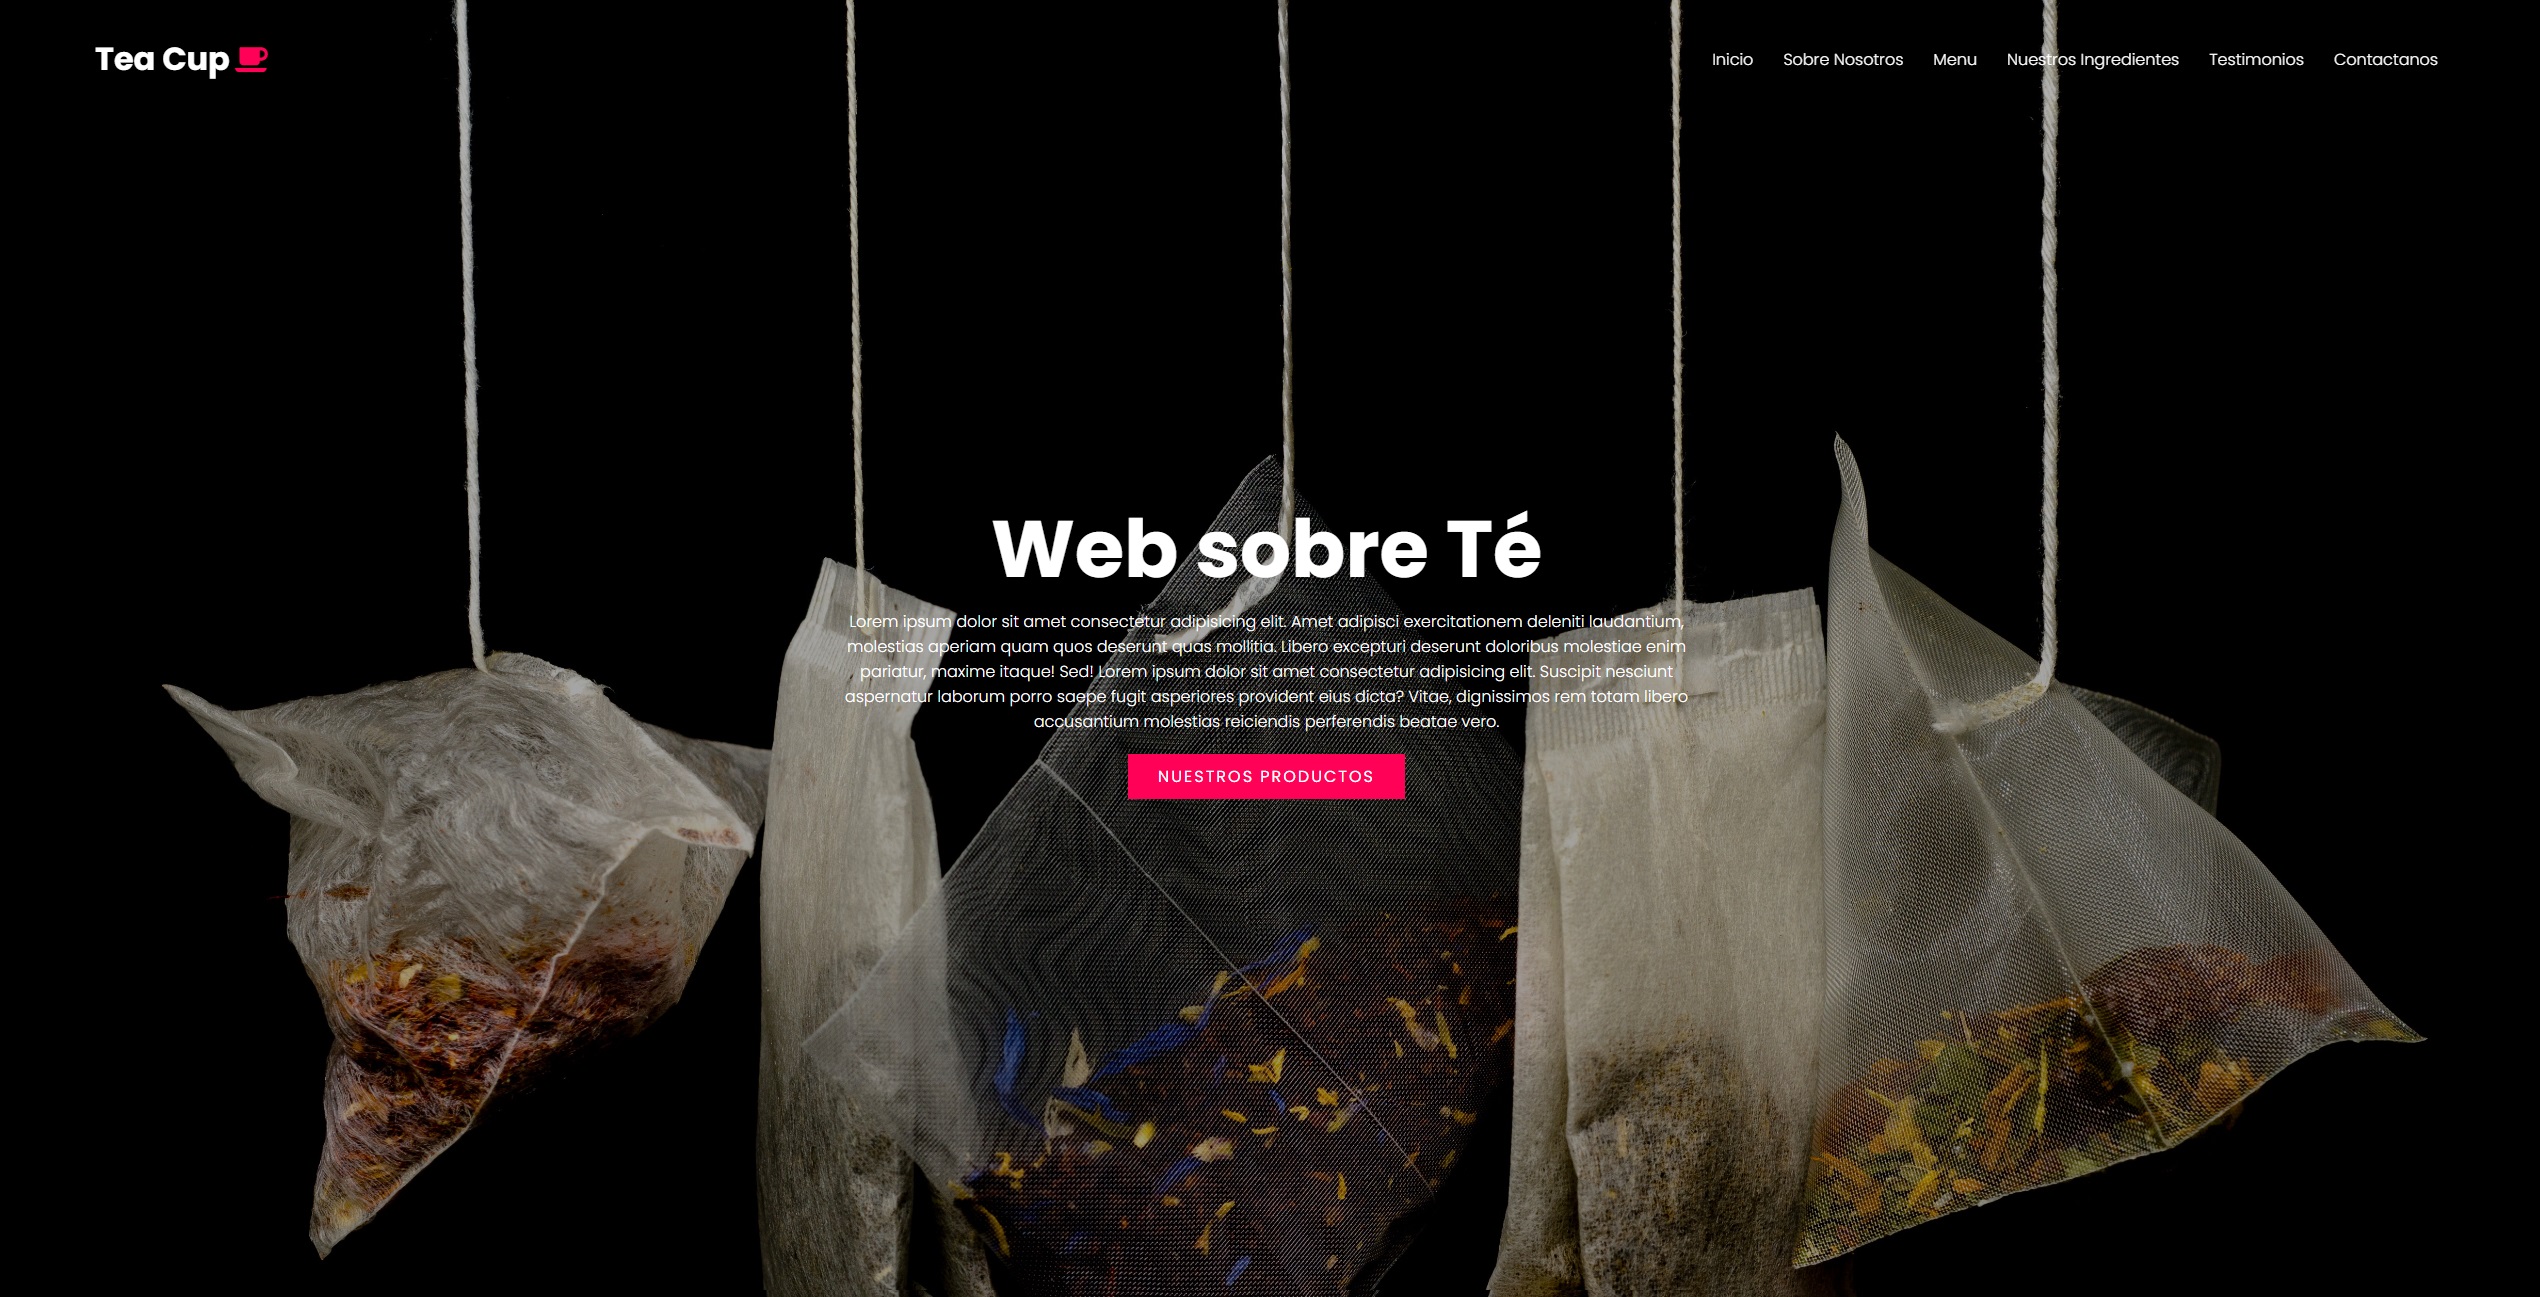 Tea Cup
Inicio Sobre Nosotros Menu Nuestros Ingredientes Testimonios Contactanos
Web sobre Té
Lorem ipsum dolor sit amet consectetur adipisicing elit. Amet adipisci exercitationem deleniti laudantium,
molestias aperiam quam quos deserunt quas mollitia. Libero excepturi deserunt doloribus molestiae enim
pariatur, maxime itaque! Sed! Lorem ipsum dolor sit amet consectetur adipisicing elit. Suscipit nesciunt
aspernatur laborum porro saepe fugit asperiores provident eius dicta? Vitae, dignissimos rem totam libero
accusantium molestias reiciendis perferendis beatae vero.
NUESTROS PRODUCTOS